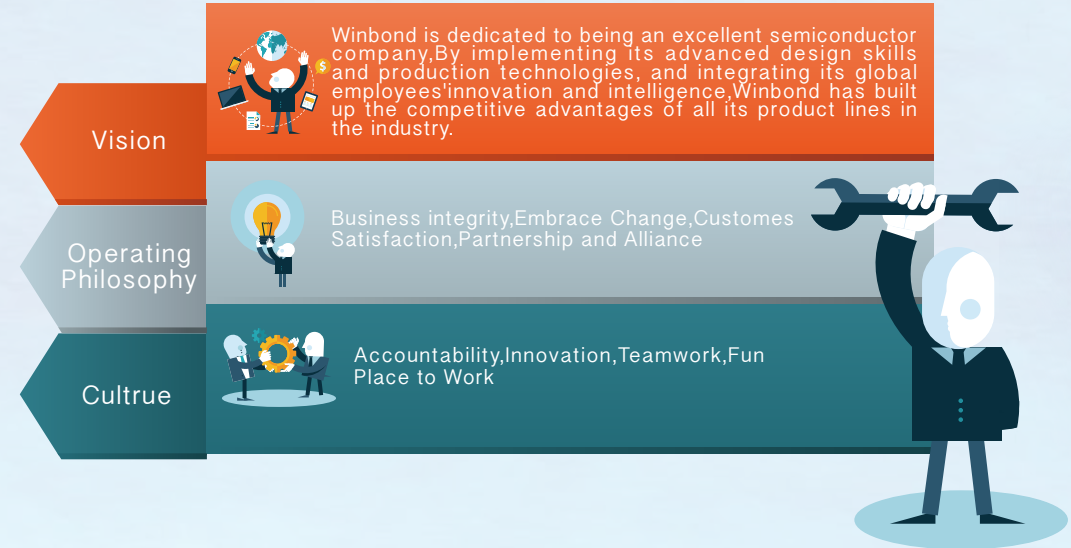 Vision
Winbond is dedicated to being an excellent semiconductor
company,By implementing its advanced design skills
and production technologies, and integrating its global
employees'innovation and intelligence,Winbond has built
up the competitive advantages of all its product lines in
the industry.
Operating
Philosophy
Business integrity,Embrace Change,Customes
Satisfaction,Partnership and Alliance
Cultrue
Accountability,Innovation,Teamwork,Fun
Place to Work
$